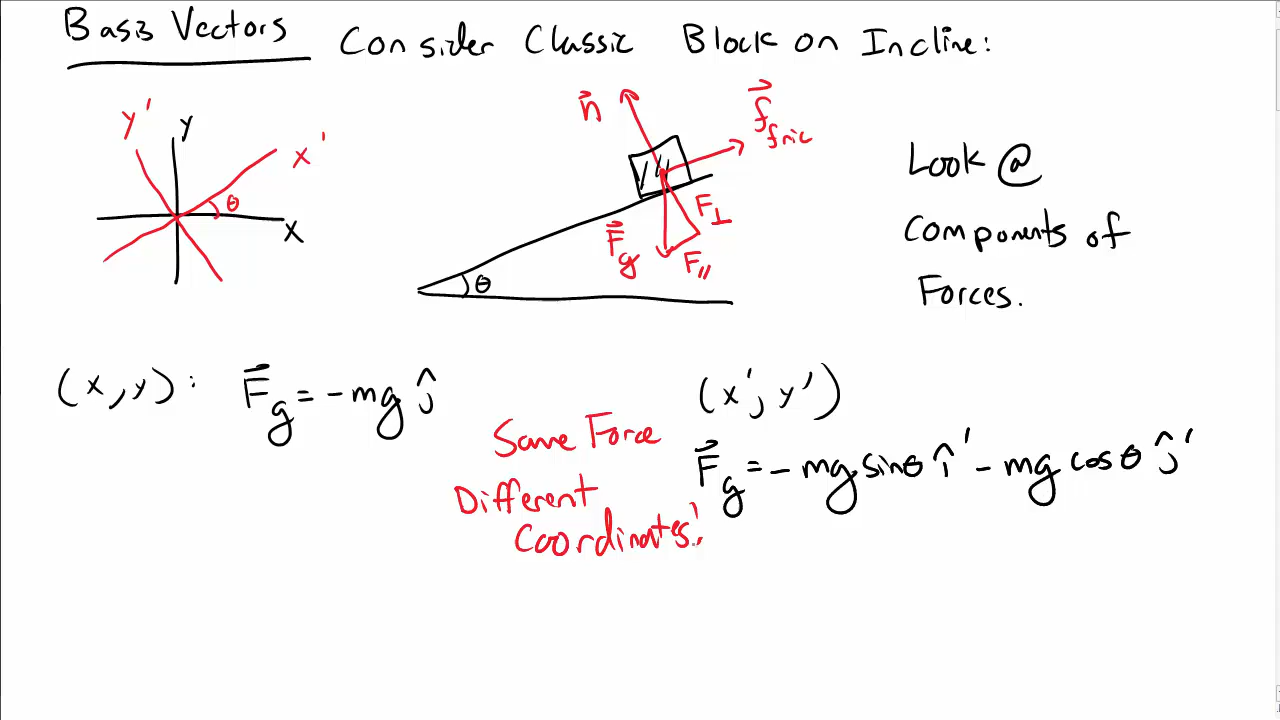 Basis Vectors Consider Classic Block on Incline:
y' y x' θ x
n⃗ f⃗ fric
F⊥
F⃗g F//
θ
Look @
components of
Forces.
(x,y): F⃗g = -mg ĵ
(x', y')
Same Force
F⃗g = -mg sinθ î' - mg cosθ ĵ'
Different
Coordinates!